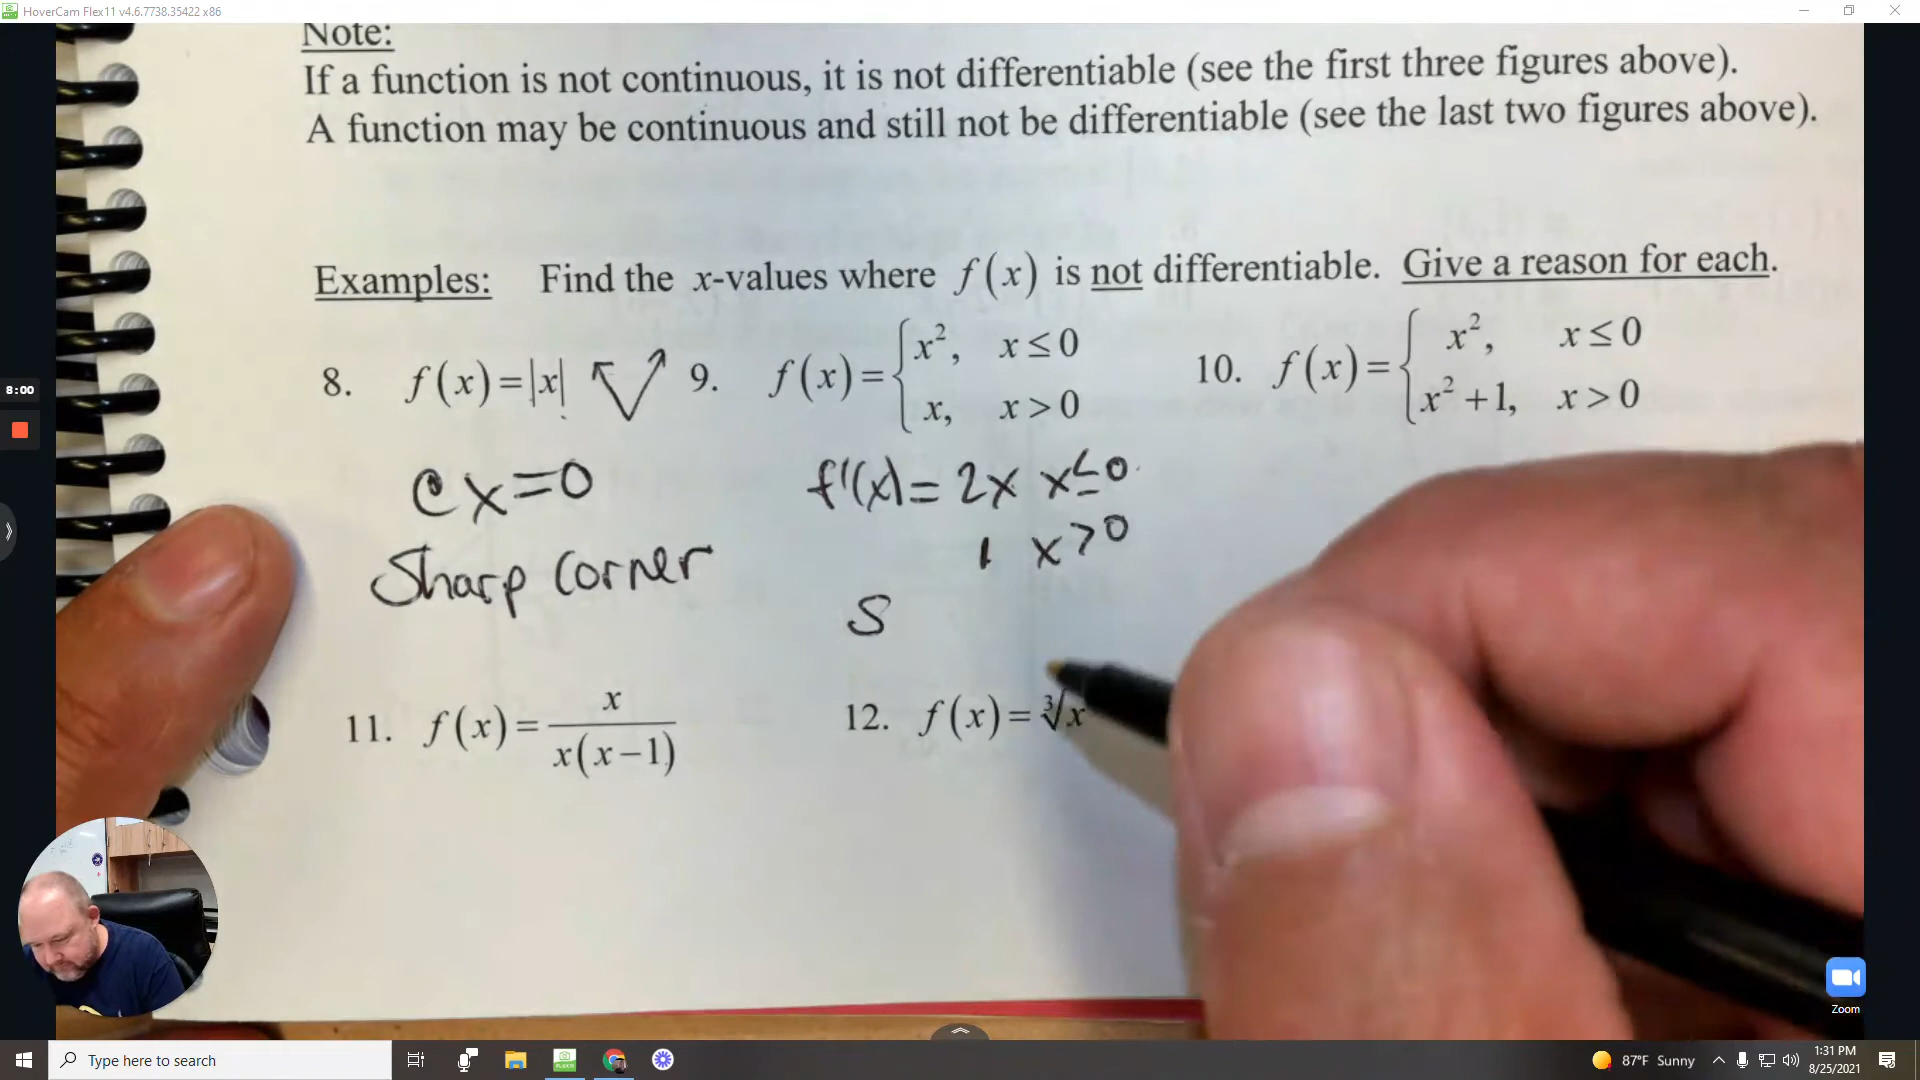 HoverCam Flex11 v4.6.7738.35422 x86
Note:
If a function is not continuous, it is not differentiable (see the first three figures above).
A function may be continuous and still not be differentiable (see the last two figures above).
Examples: Find the x-values where f(x) is not differentiable. Give a reason for each.
8. f(x)=|x|
9. f(x)={x², x≤0
x, x>0
10. f(x)={x², x≤0
x²+1, x>0
8:00
@ x=0
Sharp Corner
f'(x)= 2x x≤0
1 x>0
S
11. f(x)=x/x(x−1)
12. f(x)=∛x
Zoom
Type here to search
87°F Sunny
1:31 PM
8/25/2021